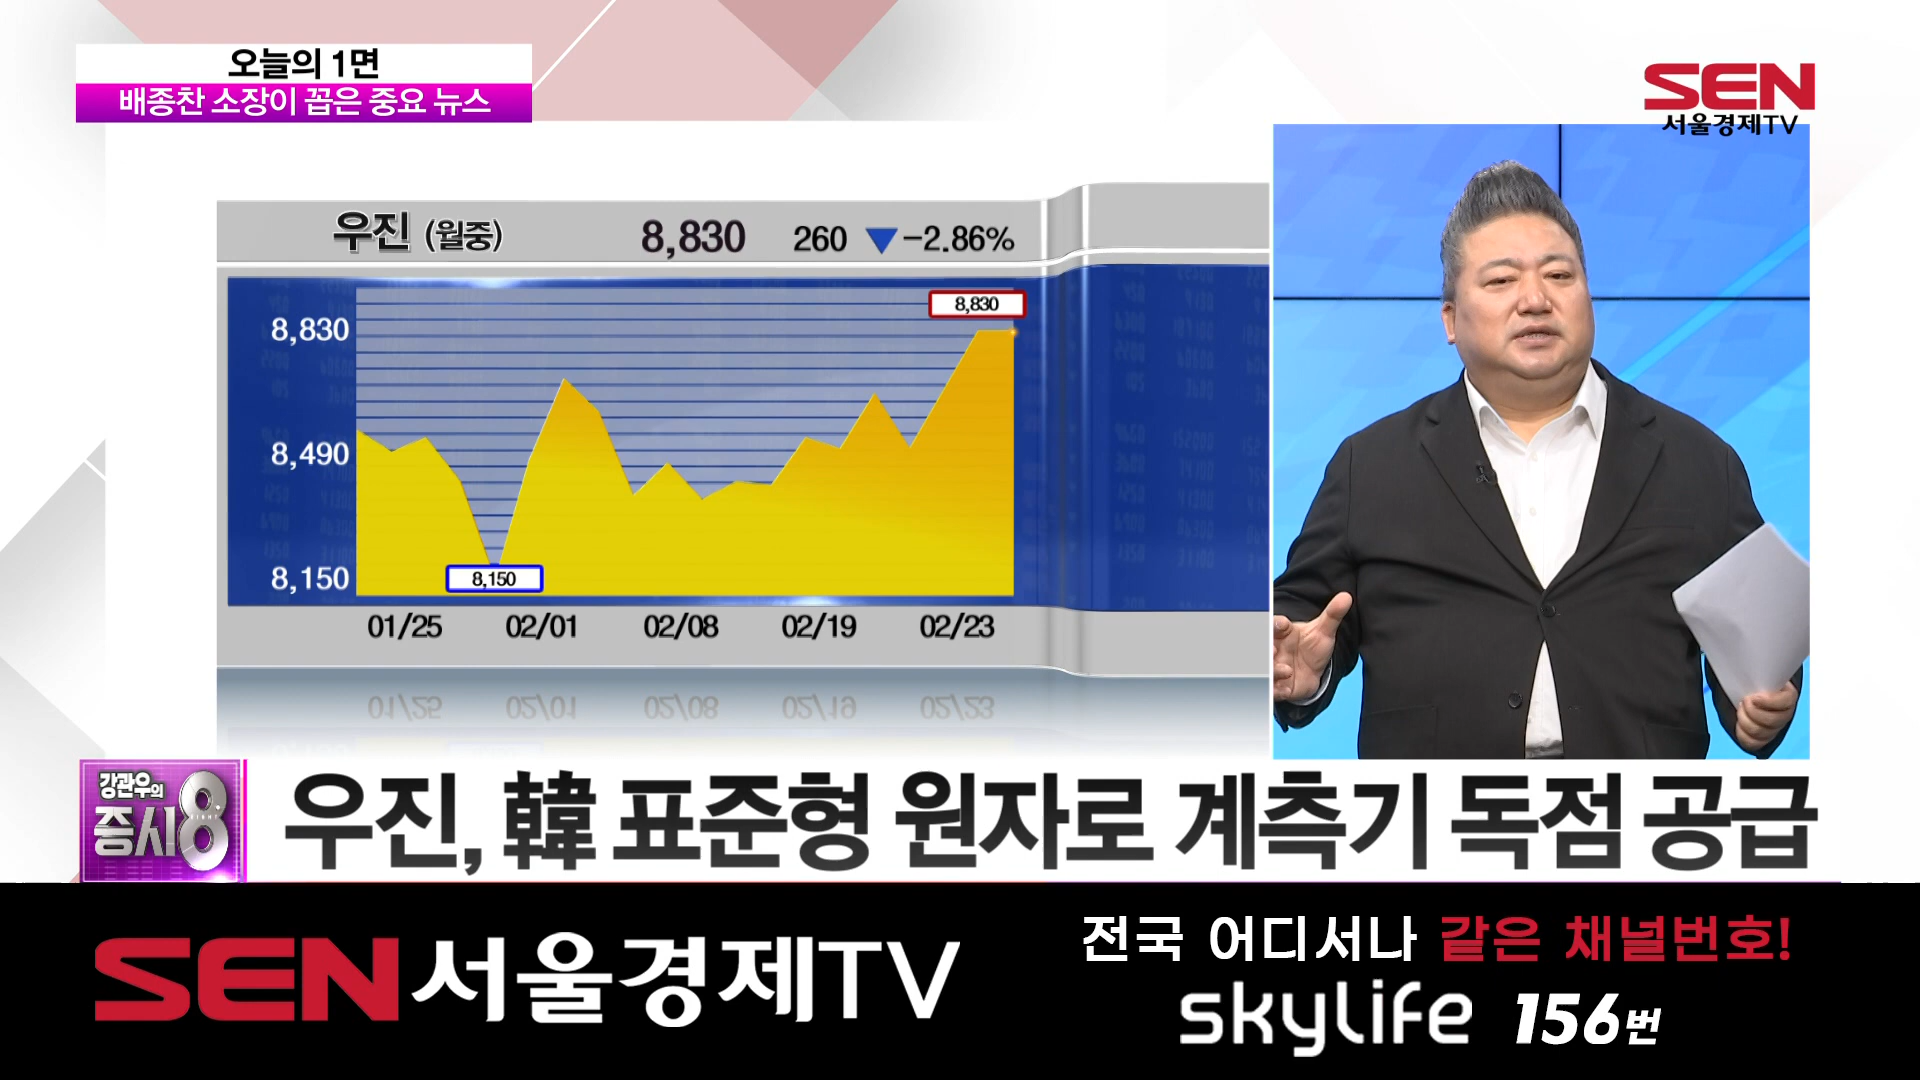 오늘의 1면
배종찬 소장이 꼽은 중요 뉴스
SEN
서울경제TV
우진 (월중) 8,830 260 ▼ -2.86%
8,830
8,830
8,490
8,150
8,150
01/25 02/01 02/08 02/19 02/23
강관우의
증시8
우진, 韓 표준형 원자로 계측기 독점 공급
SEN 서울경제TV
전국 어디서나 같은 채널번호!
skylife 156번